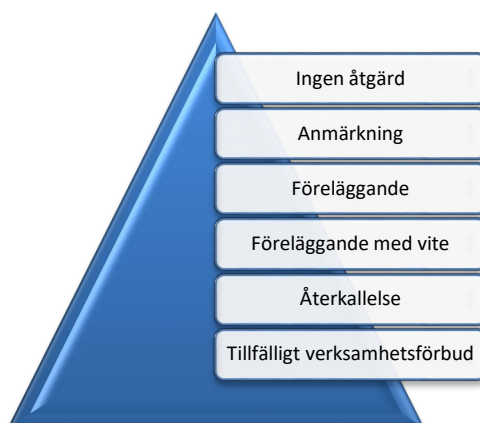 Ingen åtgärd
Anmärkning
Föreläggande
Föreläggande med vite
Återkallelse
Tillfälligt verksamhetsförbud